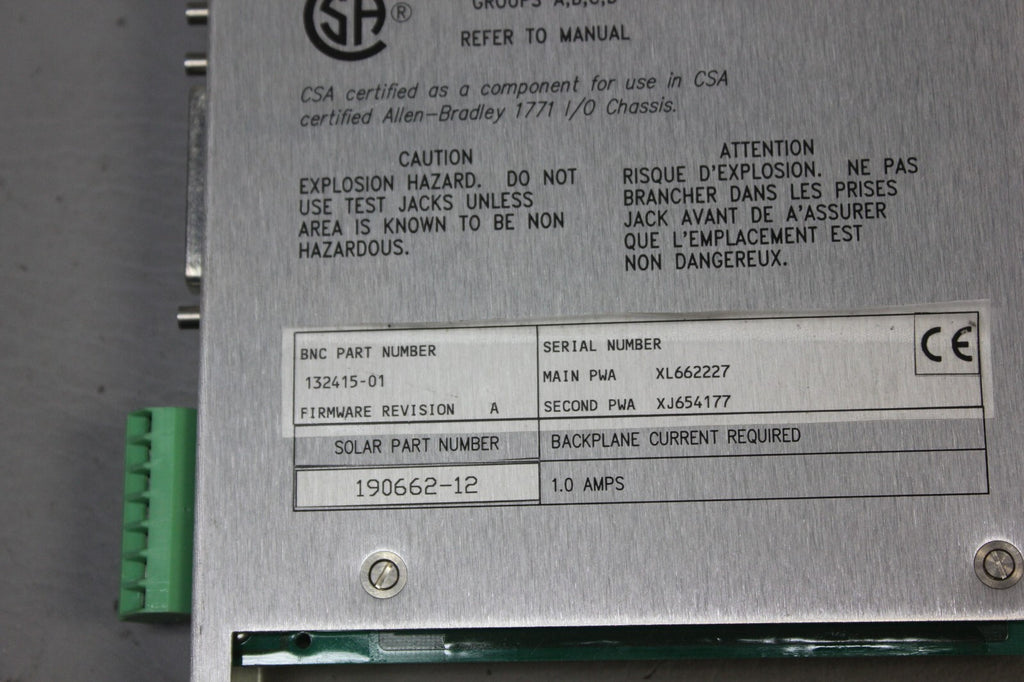 CSA ®
GROUPS A,B,C,D
REFER TO MANUAL
CSA certified as a component for use in CSA
certified Allen-Bradley 1771 I/O Chassis.
CAUTION
EXPLOSION HAZARD. DO NOT
USE TEST JACKS UNLESS
AREA IS KNOWN TO BE NON
HAZARDOUS.
ATTENTION
RISQUE D'EXPLOSION. NE PAS
BRANCHER DANS LES PRISES
JACK AVANT DE A'ASSURER
QUE L'EMPLACEMENT EST
NON DANGEREUX.
BNC PART NUMBER
132415-01
FIRMWARE REVISION A
SERIAL NUMBER
MAIN PWA XL662227
SECOND PWA XJ654177
CE
SOLAR PART NUMBER
190662-12
BACKPLANE CURRENT REQUIRED
1.0 AMPS